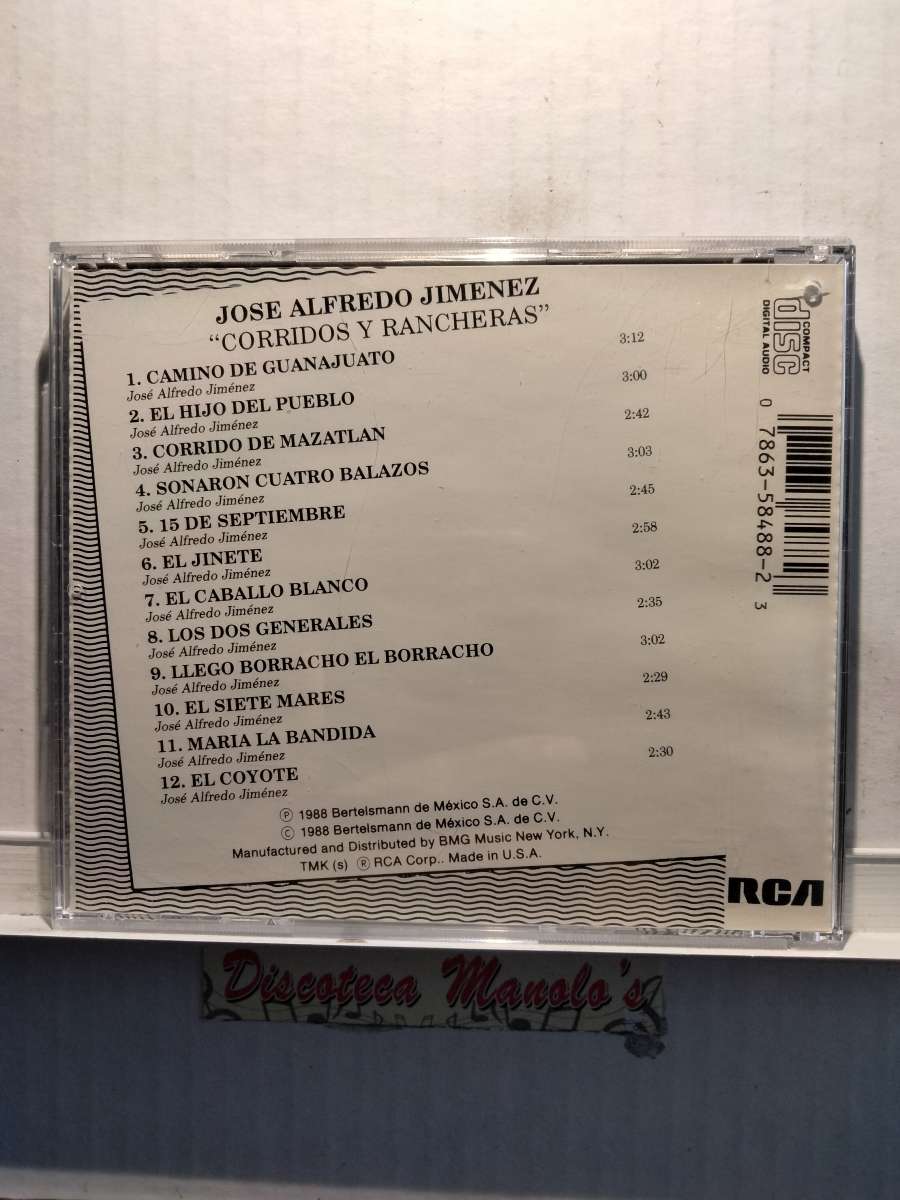 JOSE ALFREDO JIMENEZ
“CORRIDOS Y RANCHERAS”
1. CAMINO DE GUANAJUATO 3:12
José Alfredo Jiménez
2. EL HIJO DEL PUEBLO 3:00
José Alfredo Jiménez
3. CORRIDO DE MAZATLAN 2:42
José Alfredo Jiménez
4. SONARON CUATRO BALAZOS 3:03
José Alfredo Jiménez
5. 15 DE SEPTIEMBRE 2:45
José Alfredo Jiménez
6. EL JINETE 2:58
José Alfredo Jiménez
7. EL CABALLO BLANCO 3:02
José Alfredo Jiménez
8. LOS DOS GENERALES 2:35
José Alfredo Jiménez
9. LLEGO BORRACHO EL BORRACHO 3:02
José Alfredo Jiménez
10. EL SIETE MARES 2:29
José Alfredo Jiménez
11. MARIA LA BANDIDA 2:43
José Alfredo Jiménez
12. EL COYOTE 2:30
José Alfredo Jiménez
Ⓟ 1988 Bertelsmann de México S.A. de C.V.
© 1988 Bertelsmann de México S.A. de C.V.
Manufactured and Distributed by BMG Music New York, N.Y.
TMK (s) ® RCA Corp.. Made in U.S.A.
COMPACT
disc
DIGITAL AUDIO
0 7863-58488-2 3
RCA
Discoteca Manolo's